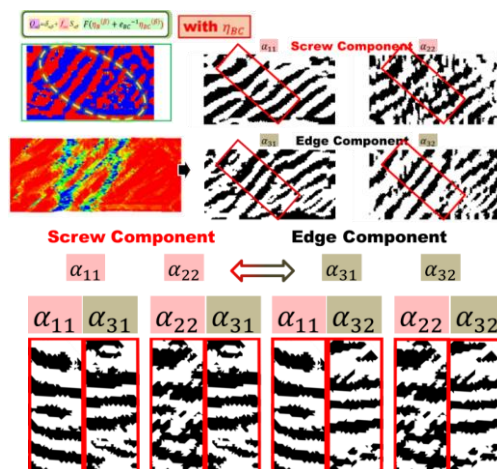 with η_BC
α₁₁
Screw Component
α₂₂
α₃₁
Edge Component
α₃₂
Screw Component
Edge Component
α₁₁ α₂₂ α₃₁ α₃₂
α₁₁ α₃₁ α₂₂ α₃₁ α₁₁ α₃₂ α₂₂ α₃₂